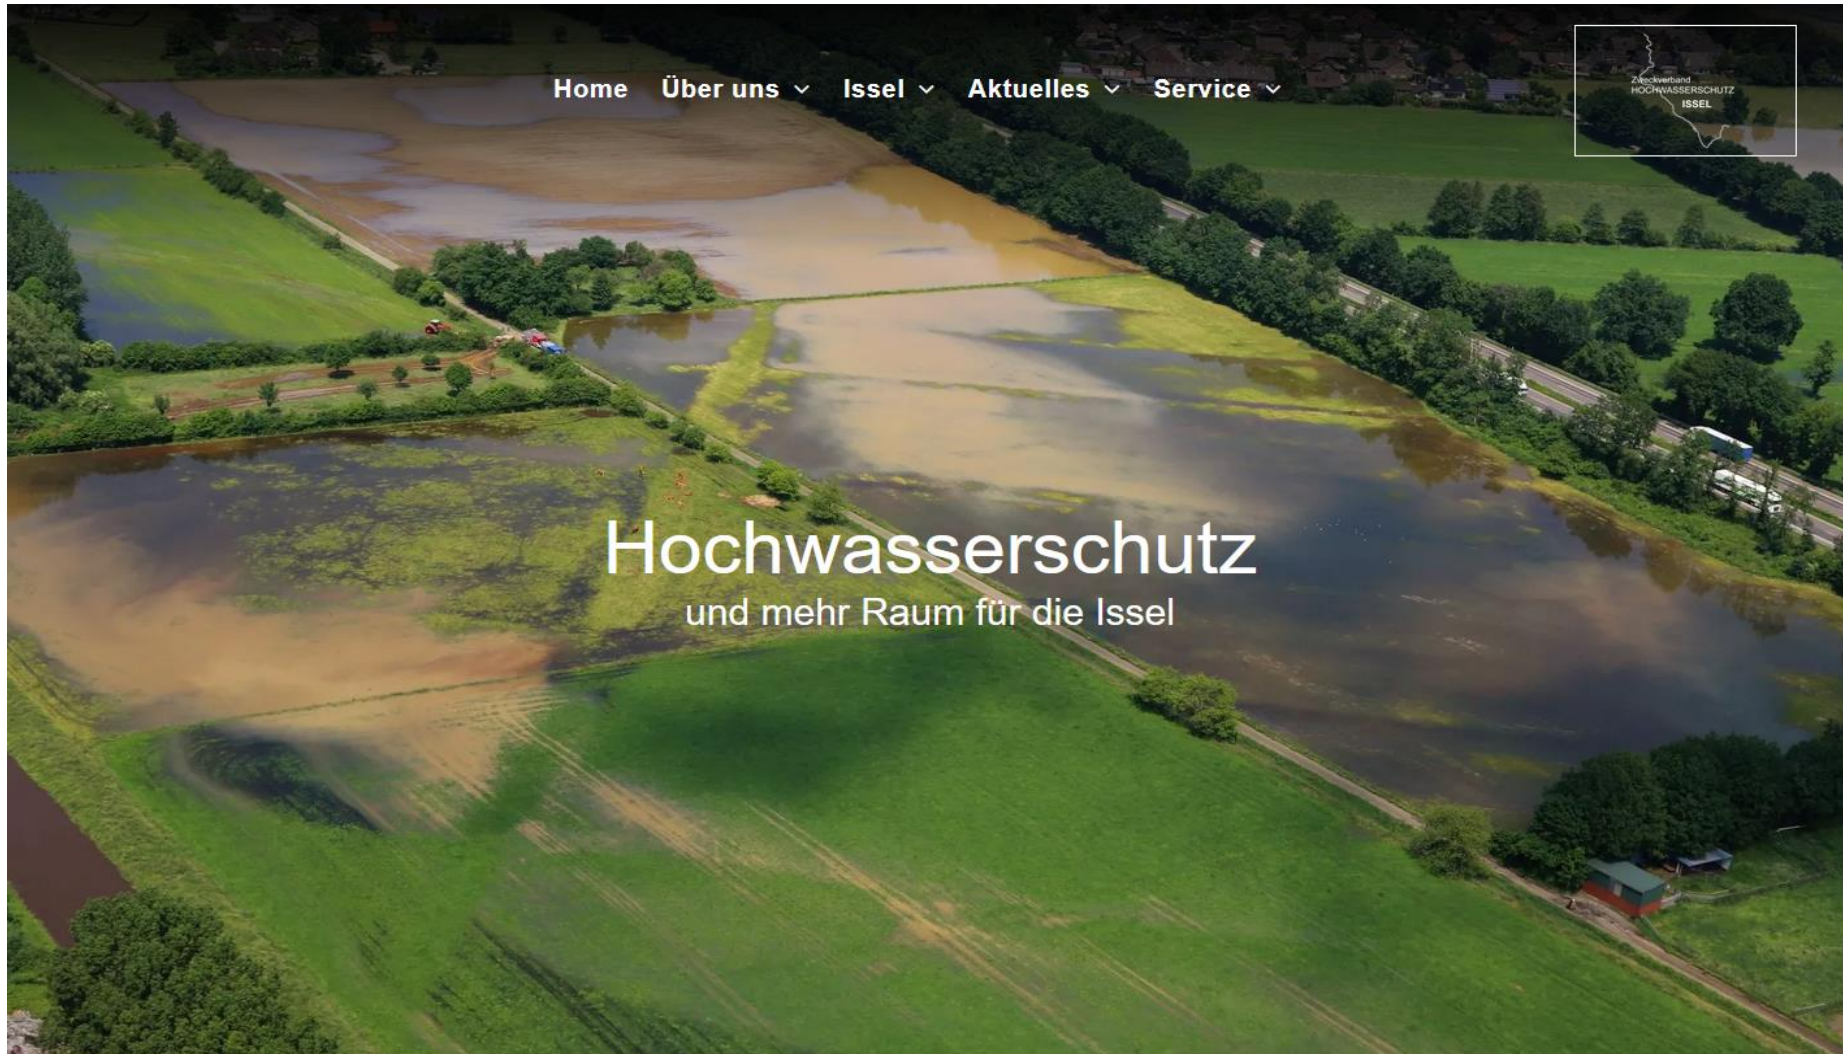 Home Über uns Issel Aktuelles Service
Zweckverband
HOCHWASSERSCHUTZ
ISSEL
Hochwasserschutz
und mehr Raum für die Issel